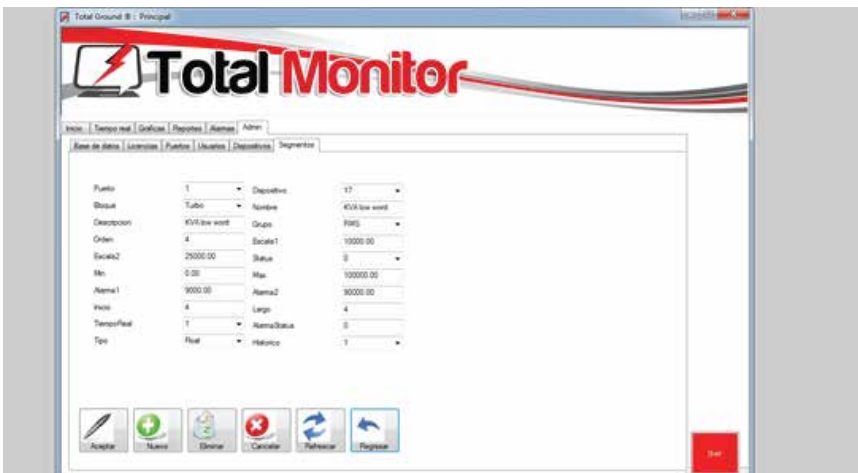 Total Ground ® : Principal
Total Monitor
Inicio Tiempo real Graficas Reportes Alarmas Admin
Base de datos Licencias Puertos Usuarios Dispositivos Segmentos
Puerto 1 Dispositivo 17
Bloque Turbo Nombre KVA low word
Descripcion KVA low word Grupo RMS
Orden 4 Escala1 10000.00
Escala2 25000.00 Status 0
Min 0.00 Max 100000.00
Alarma1 9000.00 Alarma2 90000.00
Inicio 4 Largo 4
TiempoReal 1 AlarmaStatus 0
Tipo Real Historico 1
Aceptar Nuevo Eliminar Cancelar Refrescar Regresar